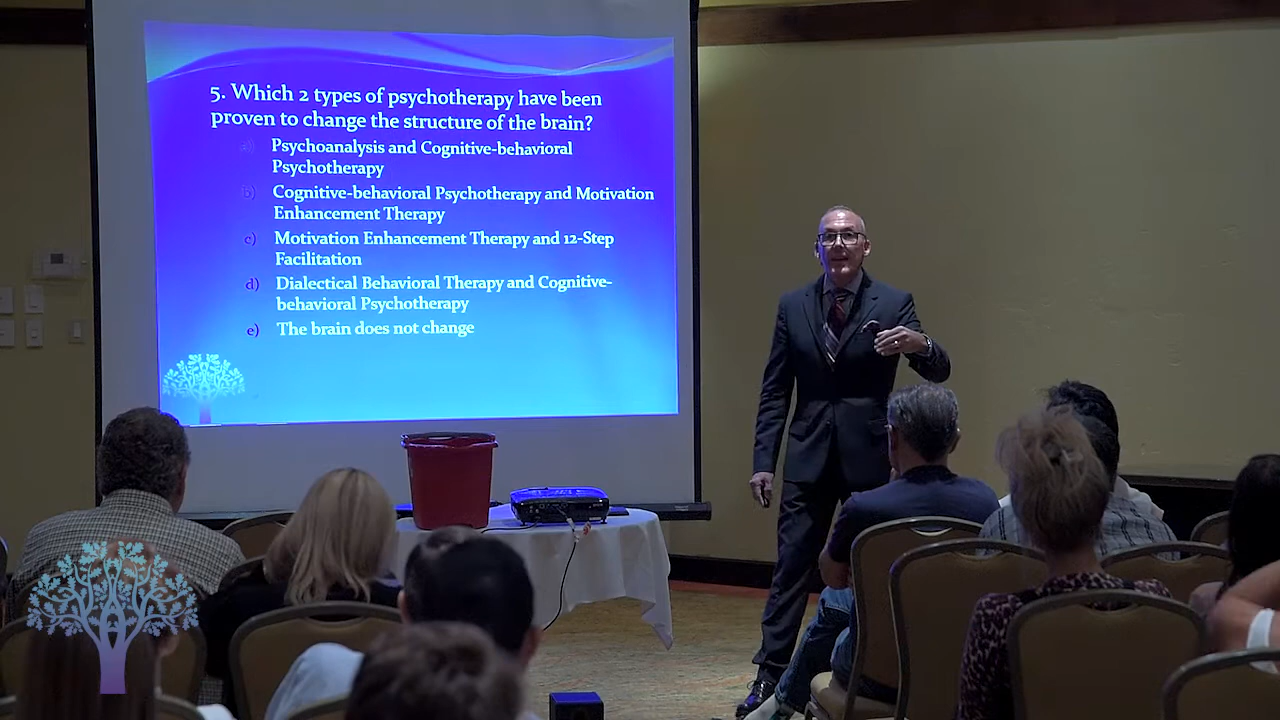 5. Which 2 types of psychotherapy have been
proven to change the structure of the brain?
a) Psychoanalysis and Cognitive-behavioral
Psychotherapy
b) Cognitive-behavioral Psychotherapy and Motivation
Enhancement Therapy
c) Motivation Enhancement Therapy and 12-Step
Facilitation
d) Dialectical Behavioral Therapy and Cognitive-
behavioral Psychotherapy
e) The brain does not change